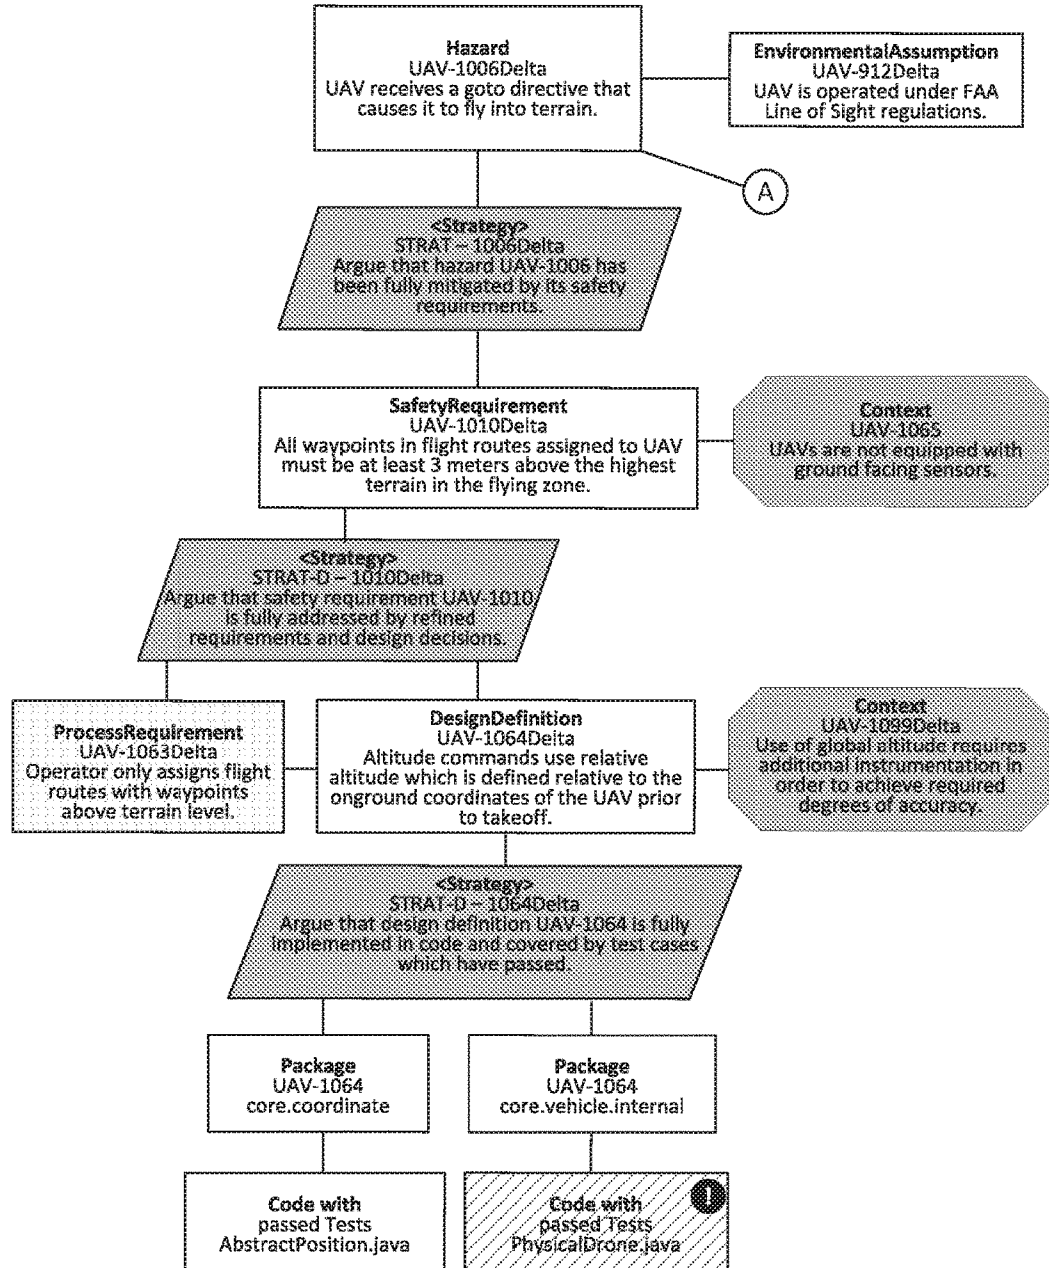 Hazard
UAV-1006Delta
UAV receives a goto directive that
causes it to fly into terrain.
EnvironmentalAssumption
UAV-912Delta
UAV is operated under FAA
Line of Sight regulations.
A
<Strategy>
STRAT – 1006Delta
Argue that hazard UAV-1006 has
been fully mitigated by its safety
requirements.
SafetyRequirement
UAV-1010Delta
All waypoints in flight routes assigned to UAV
must be at least 3 meters above the highest
terrain in the flying zone.
Context
UAV-1065
UAVs are not equipped with
ground facing sensors.
<Strategy>
STRAT-D – 1010Delta
Argue that safety requirement UAV-1010
is fully addressed by refined
requirements and design decisions.
ProcessRequirement
UAV-1063Delta
Operator only assigns flight
routes with waypoints
above terrain level.
DesignDefinition
UAV-1064Delta
Altitude commands use relative
altitude which is defined relative to the
onground coordinates of the UAV prior
to takeoff.
Context
UAV-1099Delta
Use of global altitude requires
additional instrumentation in
order to achieve required
degrees of accuracy.
<Strategy>
STRAT-D – 1064Delta
Argue that design definition UAV-1064 is fully
implemented in code and covered by test cases
which have passed.
Package
UAV-1064
core.coordinate
Package
UAV-1064
core.vehicle.internal
Code with
passed Tests
AbstractPosition.java
1
Code with
passed Tests
PhysicalDrone.java